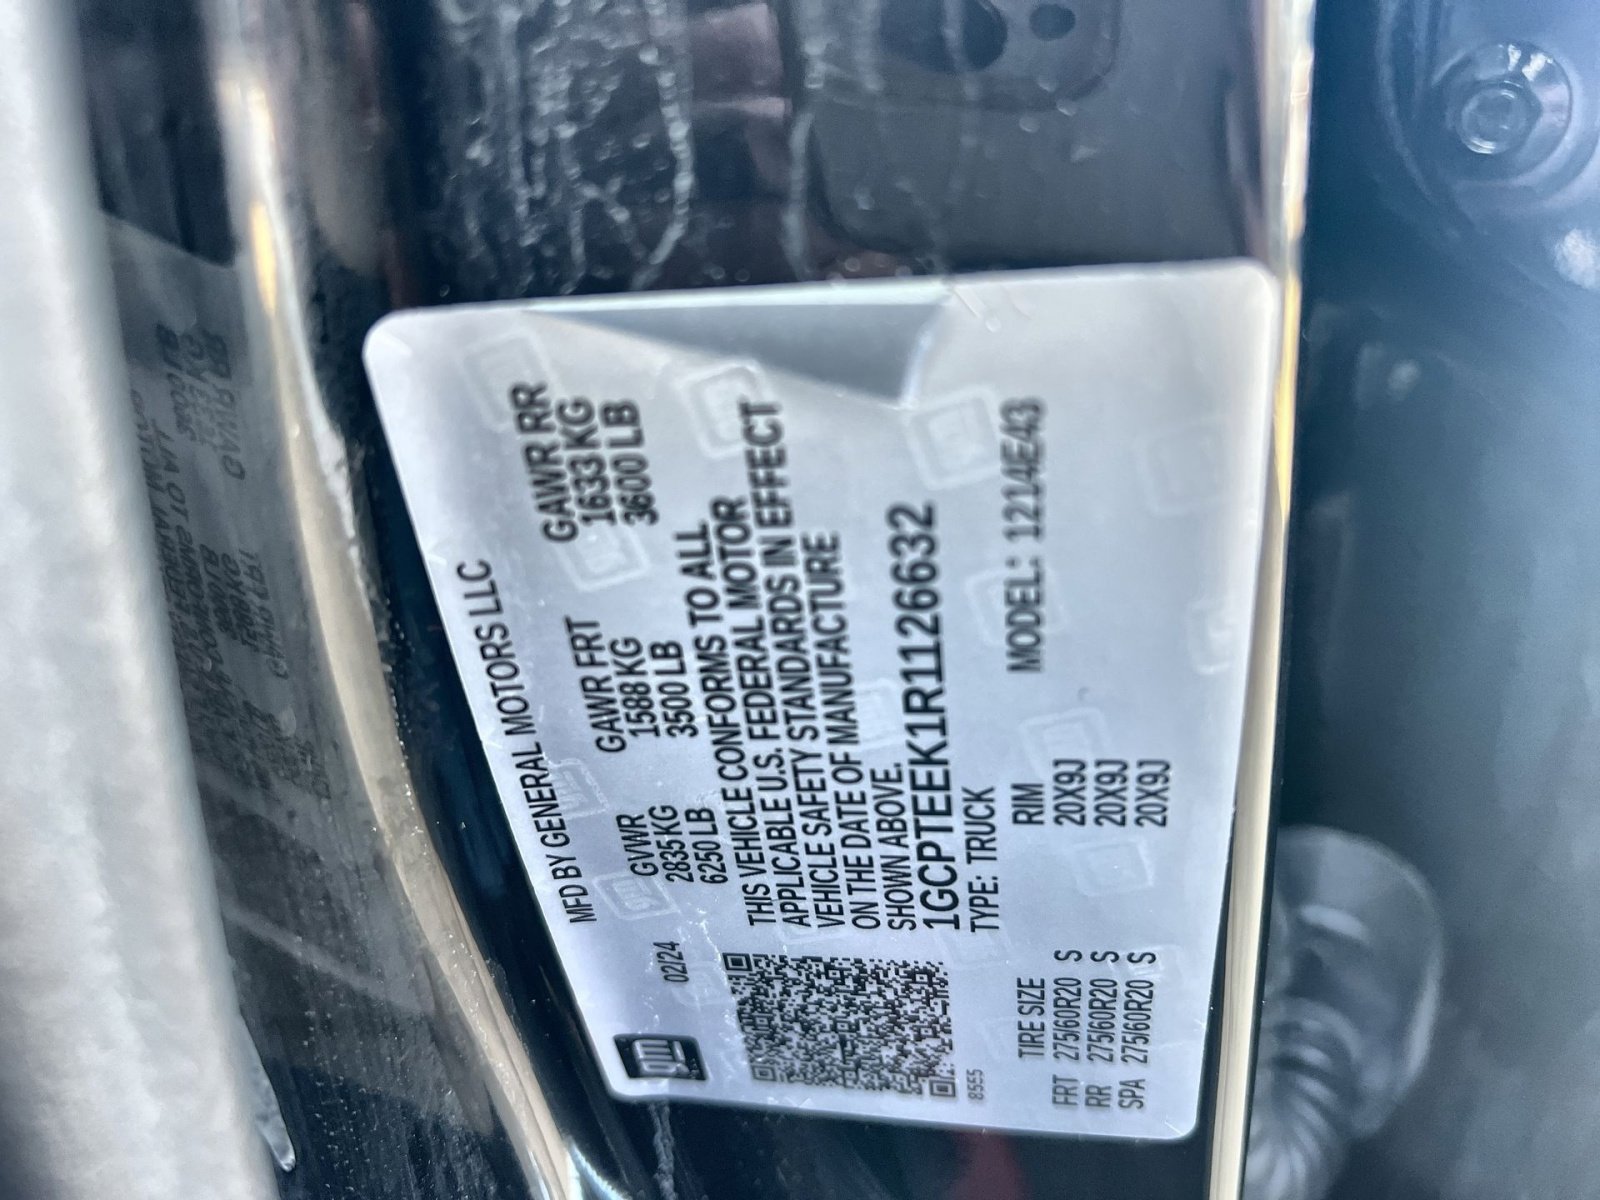 MFD BY GENERAL MOTORS LLC
gm 02/24 GVWR GAWR FRT GAWR RR
2835 KG 1588 KG 1633 KG
6250 LB 3500 LB 3600 LB
THIS VEHICLE CONFORMS TO ALL
APPLICABLE U.S. FEDERAL MOTOR
VEHICLE SAFETY STANDARDS IN EFFECT
ON THE DATE OF MANUFACTURE
SHOWN ABOVE.
1GCPTEEK1R1126632
8555 TYPE: TRUCK MODEL: 1214E43
TIRE SIZE RIM
FRT 275/60R20 S 20X9J
RR 275/60R20 S 20X9J
SPA 275/60R20 S 20X9J